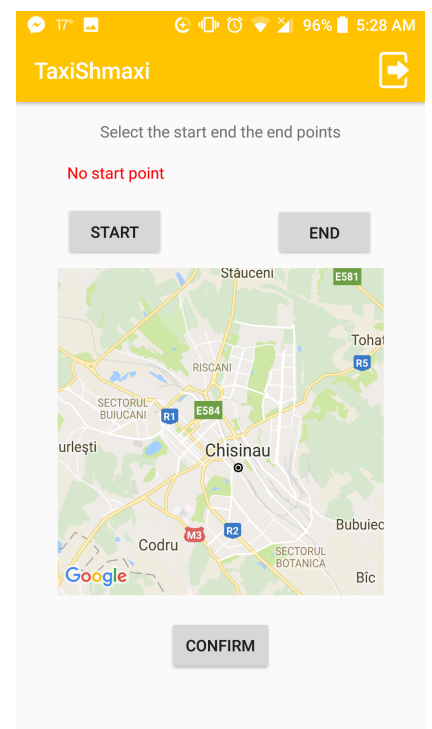 17° 96% 5:28 AM
TaxiShmaxi
Select the start end the end points
No start point
START END
Stăuceni
E581
Tohat
R5
RISCANI
SECTORUL
BUIUCANI
R1
E584
urlești
Chisinau
Bubuiec
M3
R2
Codru
SECTORUL
BOTANICA
Bîc
Google
CONFIRM